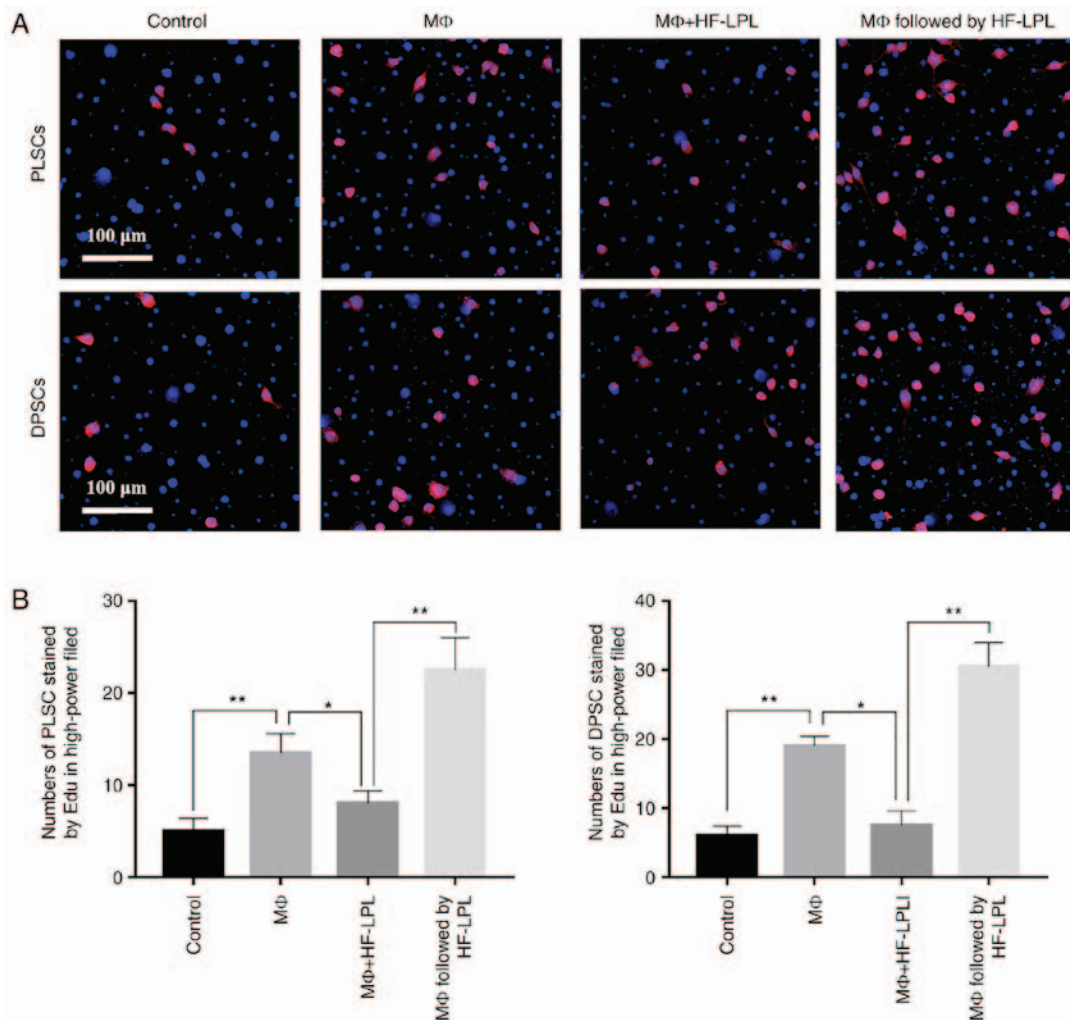 A
Control
MΦ
MΦ+HF-LPL
MΦ followed by HF-LPL
PLSCs
100 μm
DPSCs
100 μm
B
Numbers of PLSC stained
by Edu in high-power filed
30
20
10
0
**
*
**
Control
MΦ
MΦ+HF-LPL
MΦ followed by
HF-LPL
Numbers of DPSC stained
by Edu in high-power filed
40
30
20
10
0
**
*
**
Control
MΦ
MΦ+HF-LPLI
MΦ followed by
HF-LPL